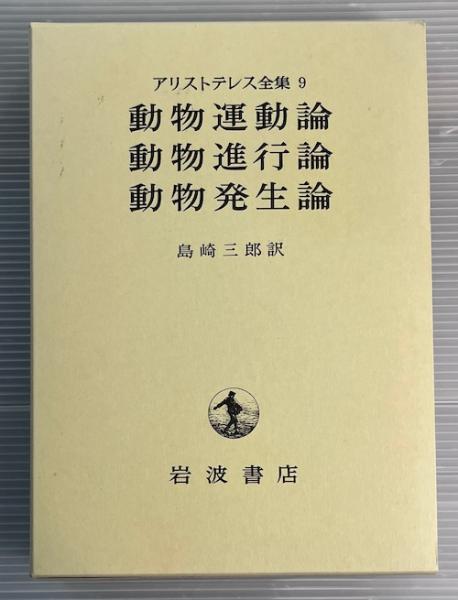 アリストテレス全集 9
動物運動論
動物進行論
動物発生論
島崎三郎訳
岩波書店